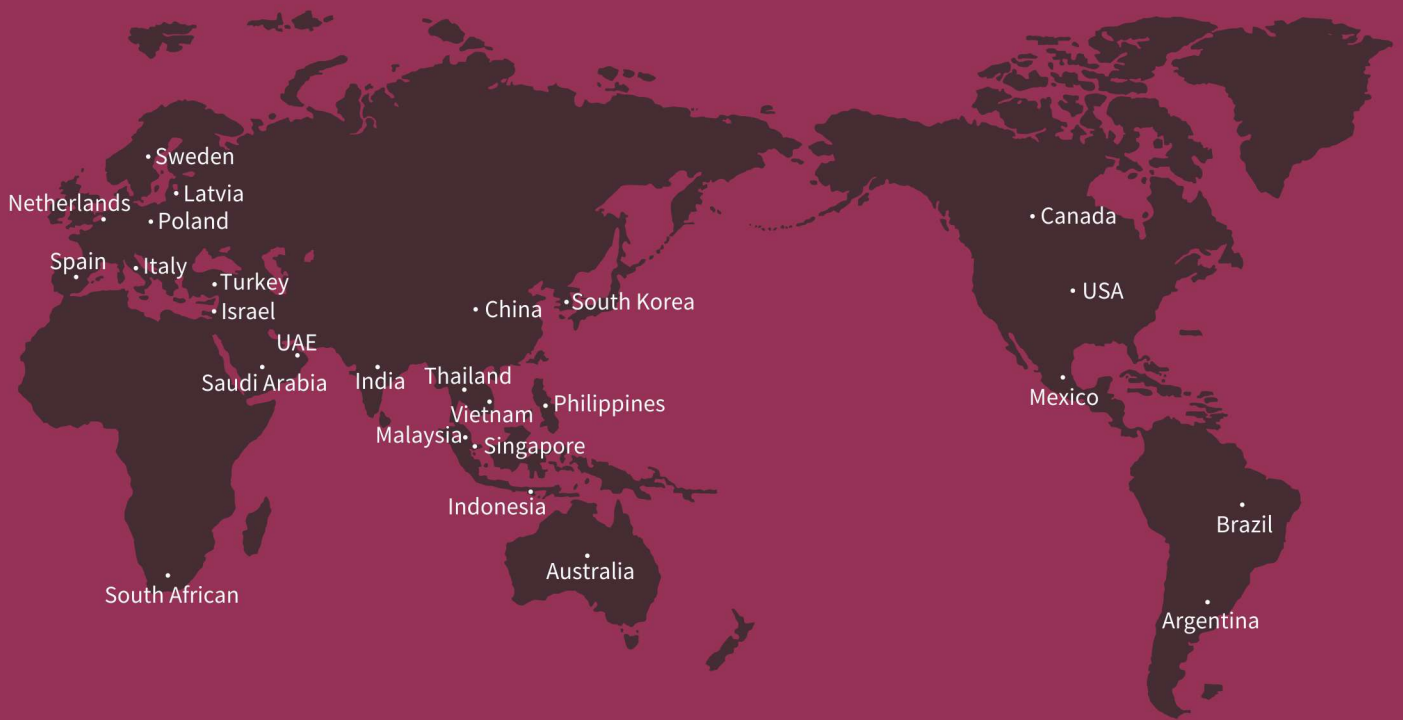 Sweden
Latvia
Netherlands
Poland
Canada
Spain
Italy
Turkey
USA
South Korea
China
Israel
UAE
Saudi Arabia
India
Thailand
Mexico
Philippines
Vietnam
Malaysia
Singapore
Indonesia
Brazil
Australia
South African
Argentina